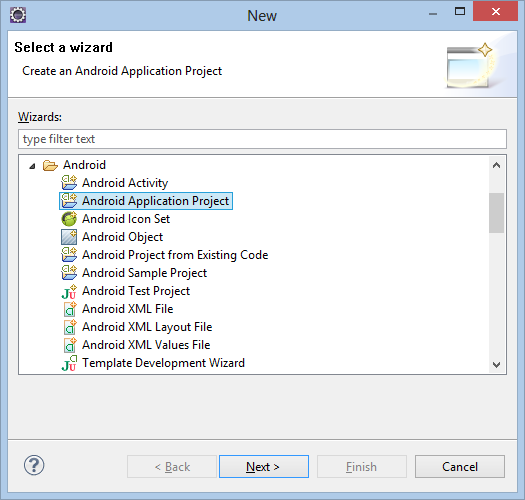 New
Select a wizard
Create an Android Application Project
Wizards:
type filter text
Android
Android Activity
Android Application Project
Android Icon Set
Android Object
Android Project from Existing Code
Android Sample Project
Android Test Project
Android XML File
Android XML Layout File
Android XML Values File
Template Development Wizard
? < Back Next > Finish Cancel